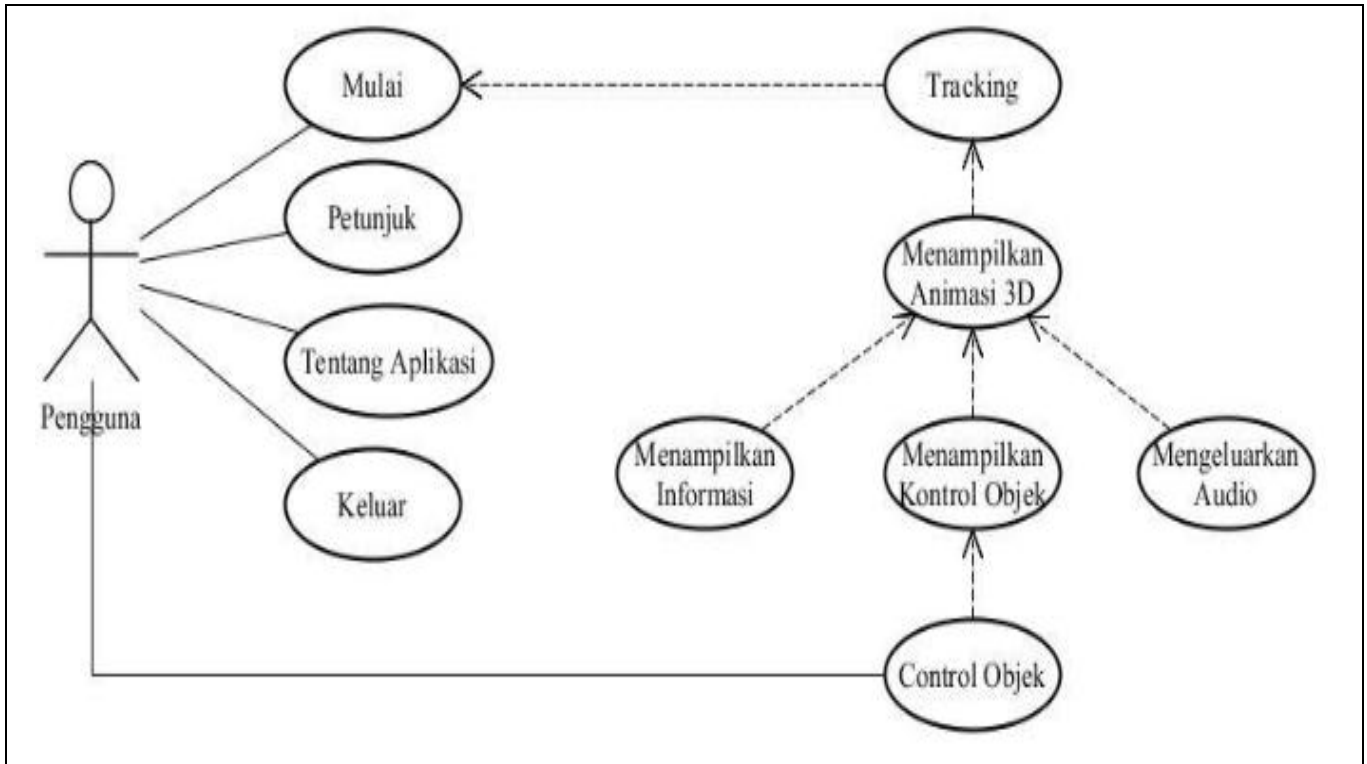 Mulai
Tracking
Petunjuk
Menampilkan
Animasi 3D
Tentang Aplikasi
Pengguna
Menampilkan
Informasi
Menampilkan
Kontrol Objek
Mengeluarkan
Audio
Keluar
Control Objek